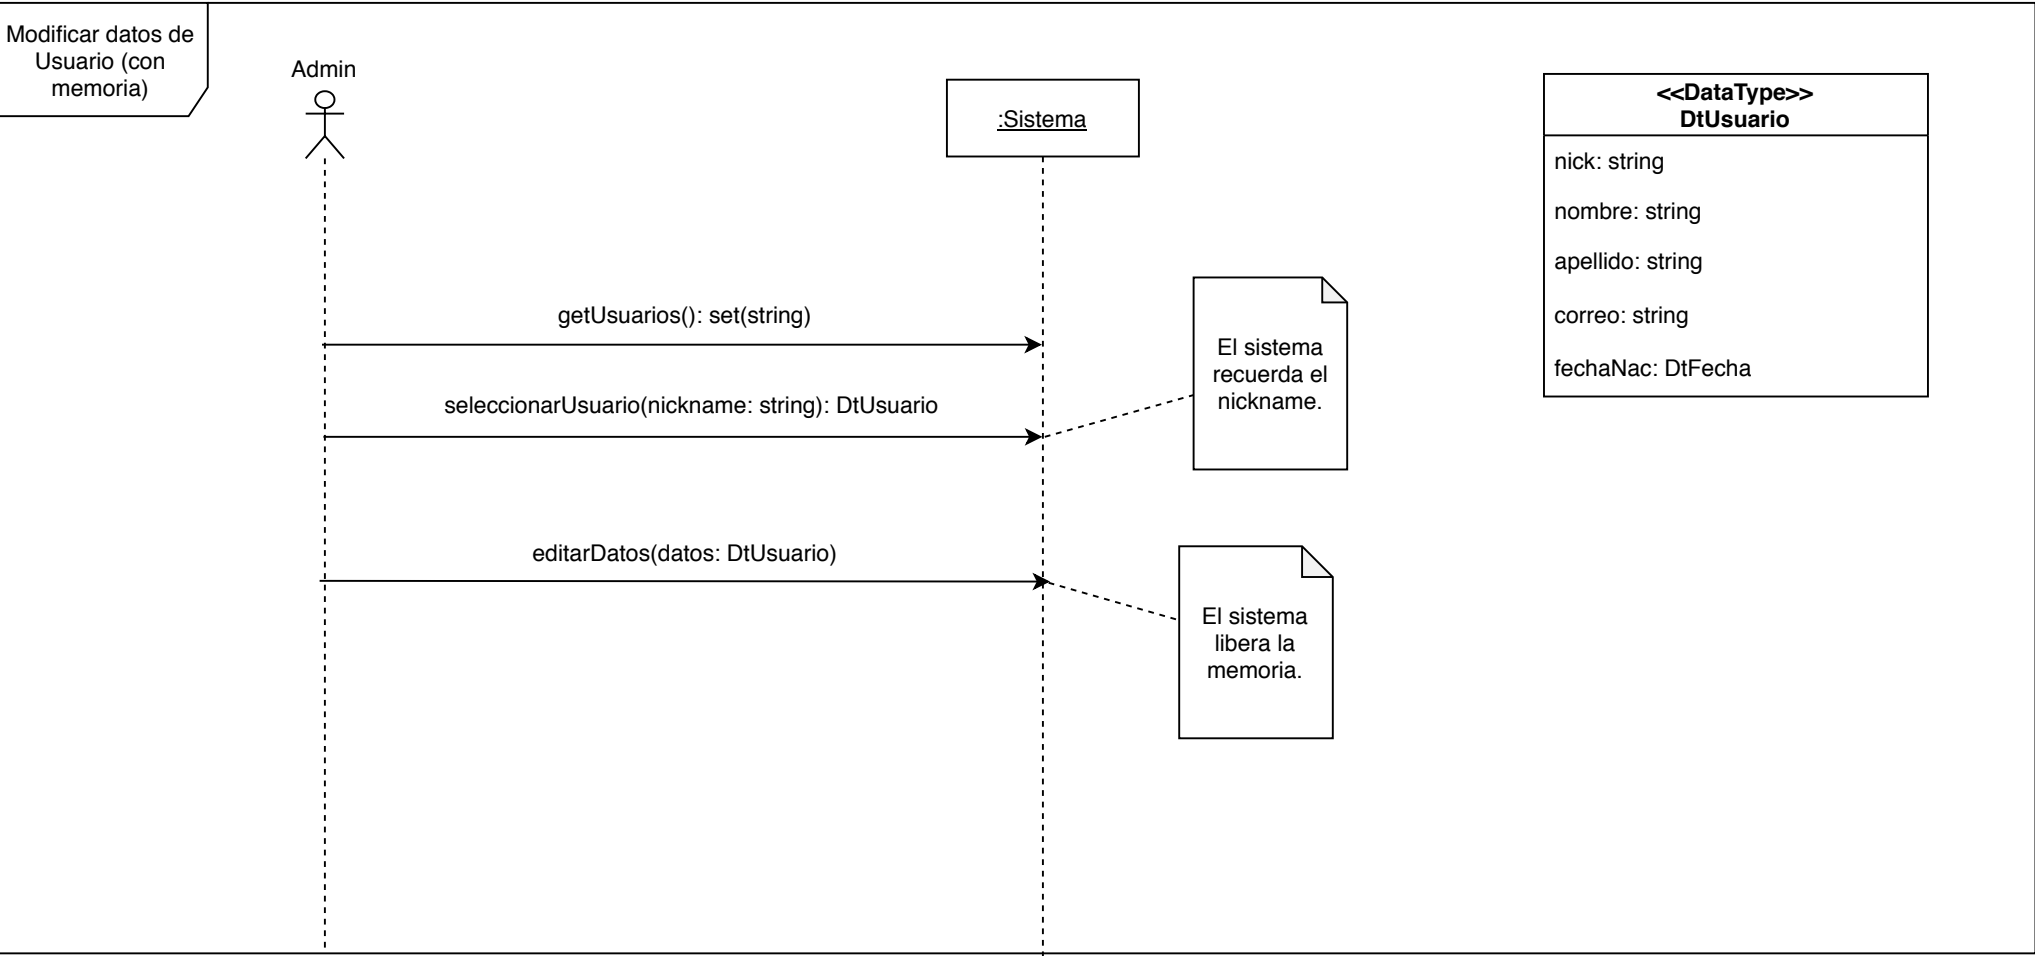 Modificar datos de
Usuario (con
memoria)
Admin
:Sistema
<<DataType>>
DtUsuario
nick: string
nombre: string
apellido: string
correo: string
fechaNac: DtFecha
getUsuarios(): set(string)
El sistema
recuerda el
nickname.
seleccionarUsuario(nickname: string): DtUsuario
editarDatos(datos: DtUsuario)
El sistema
libera la
memoria.